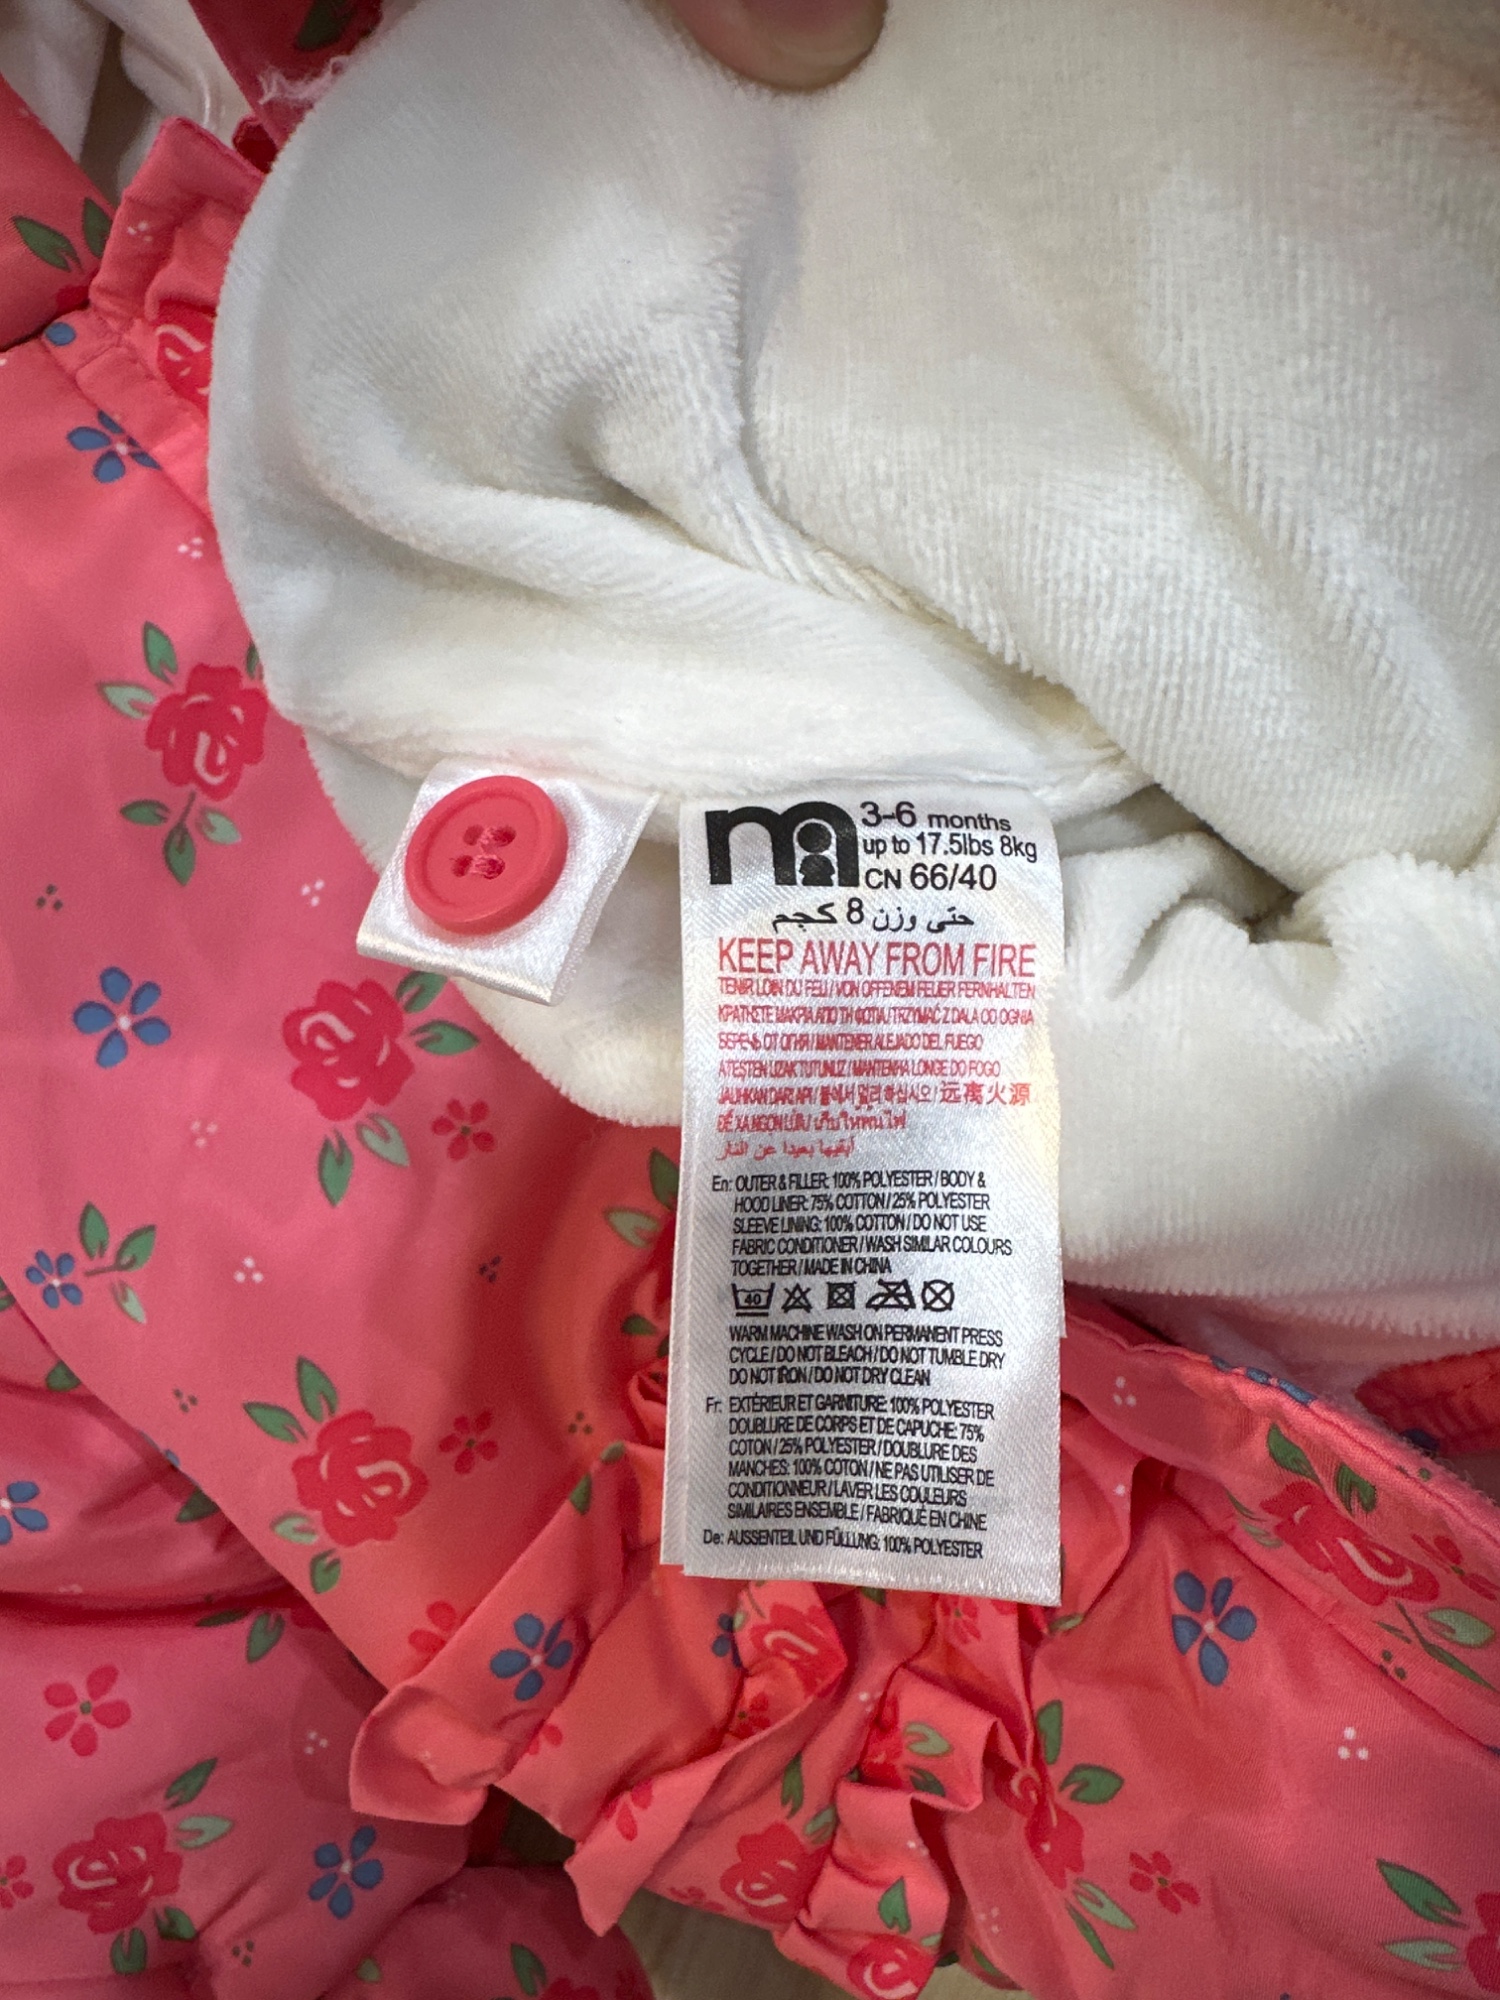 3-6 months
up to 17.5lbs 8kg
CN 66/40
حتى وزن 8 كجم
KEEP AWAY FROM FIRE
TENIR LOIN DU FEU / VON OFFENEM FEUER FERNHALTEN
ΚΡΑΤΗΣΤΕ ΜΑΚΡΙΑ ΑΠΟ ΤΗ ΦΩΤΙΑ / TRZYMAĆ Z DALA OD OGNIA
БЕРЕЧЬ ОТ ОГНЯ / MANTENER ALEJADO DEL FUEGO
ATEŞTEN UZAK TUTUNUZ / MANTENHA LONGE DO FOGO
JAUHKAN DARI API / 불에서 멀리 하십시오 / 远离火源
ĐỂ XA NGỌN LỬA / เก็บให้พ้นไฟ
أبقيها بعيدا عن النار
En: OUTER & FILLER: 100% POLYESTER / BODY &
HOOD LINER: 75% COTTON / 25% POLYESTER
SLEEVE LINING: 100% COTTON / DO NOT USE
FABRIC CONDITIONER / WASH SIMILAR COLOURS
TOGETHER / MADE IN CHINA
40
WARM MACHINE WASH ON PERMANENT PRESS
CYCLE / DO NOT BLEACH / DO NOT TUMBLE DRY
DO NOT IRON / DO NOT DRY CLEAN
Fr: EXTÉRIEUR ET GARNITURE: 100% POLYESTER
DOUBLURE DE CORPS ET DE CAPUCHE: 75%
COTON / 25% POLYESTER / DOUBLURE DES
MANCHES: 100% COTON / NE PAS UTILISER DE
CONDITIONNEUR / LAVER LES COULEURS
SIMILAIRES ENSEMBLE / FABRIQUÉ EN CHINE
De: AUSSENTEIL UND FÜLLUNG: 100% POLYESTER